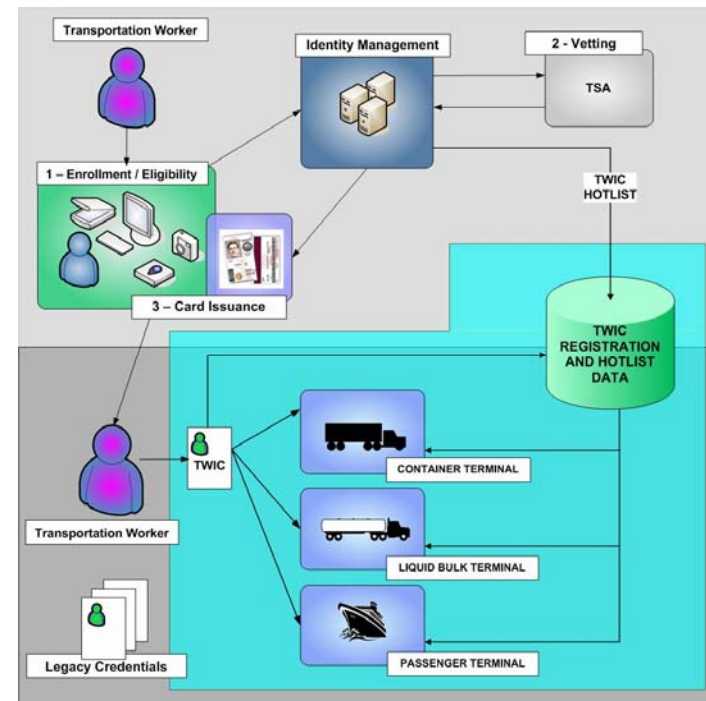 Transportation Worker
Identity Management
2 - Vetting
TSA
1 – Enrollment / Eligibility
TWIC
HOTLIST
3 – Card Issuance
TWIC
REGISTRATION
AND HOTLIST
DATA
TWIC
CONTAINER TERMINAL
Transportation Worker
LIQUID BULK TERMINAL
Legacy Credentials
PASSENGER TERMINAL